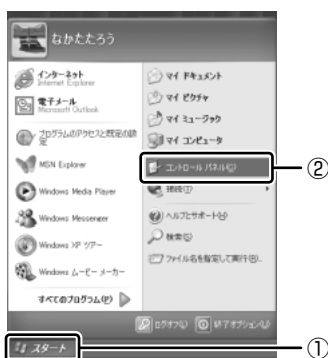 なかたたろう
インターネット
Internet Explorer
電子メール
Microsoft Outlook
プログラムのアクセスと既定の設定
MSN Explorer
Windows Media Player
Windows Messenger
Windows XP ツアー
Windows ムービー メーカー
すべてのプログラム(P)
マイ ドキュメント
マイ ピクチャ
マイ ミュージック
マイ コンピュータ
コントロール パネル(C)
②
接続(T)
ヘルプとサポート(H)
検索(S)
ファイル名を指定して実行(R)...
ログオフ(L)
終了オプション(U)
スタート
①